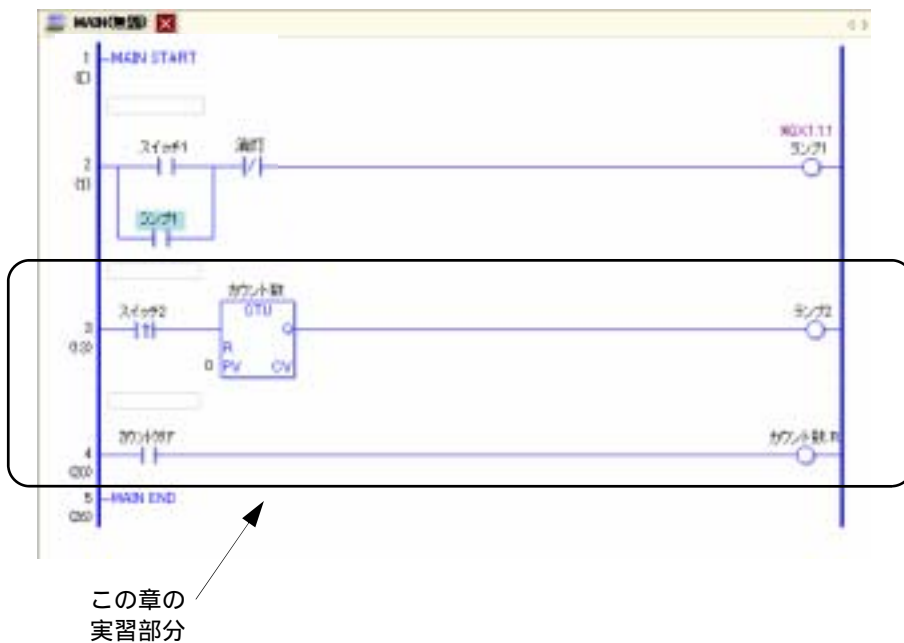 1 MAIN START
スイッチ1 消灯
ランプ1
2
(1)
ランプ1
カウント数
スイッチ2 CTU Q ランプ2
3
R
0 PV CV
カウントクリア カウント数.R
4
5 MAIN END
この章の
実習部分